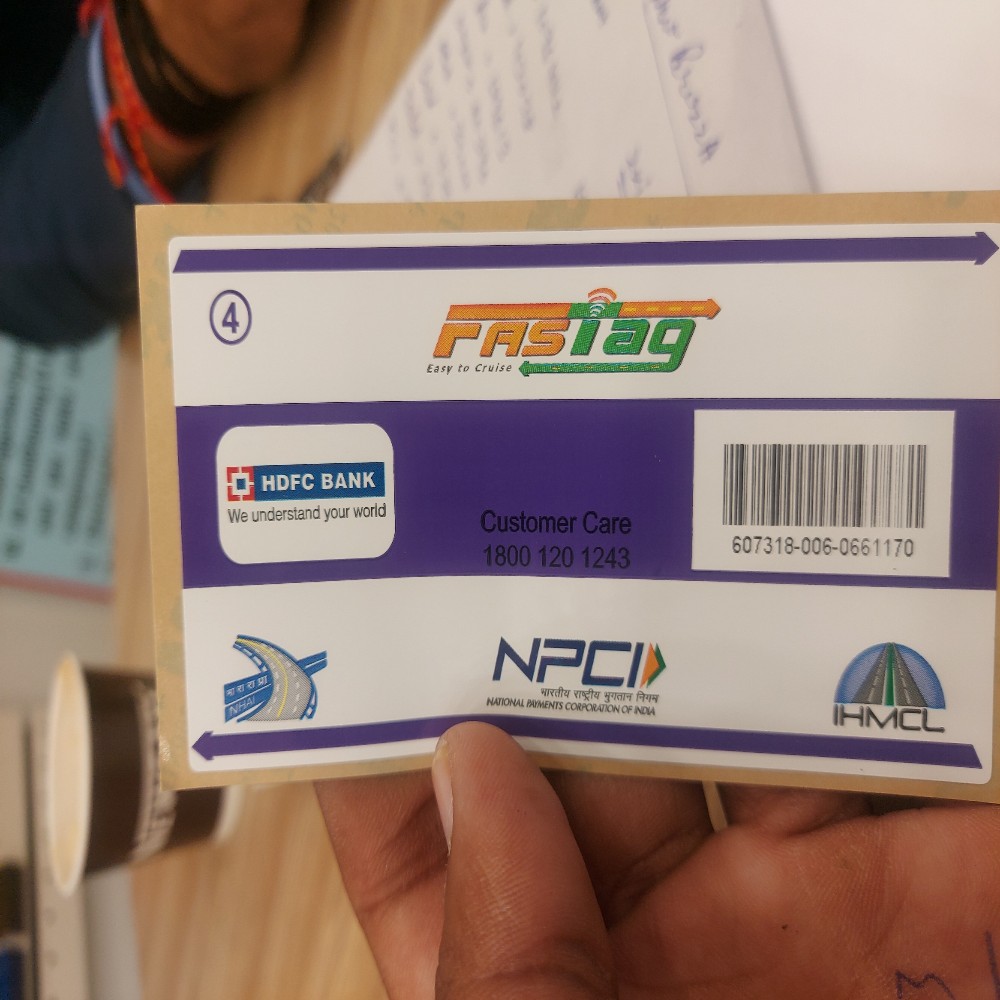 4
FASTag
Easy to Cruise
HDFC BANK
We understand your world
Customer Care
1800 120 1243
607318-006-0661170
भा रा रा प्रा
NHAI
NPCI
भारतीय राष्ट्रीय भुगतान निगम
NATIONAL PAYMENTS CORPORATION OF INDIA
IHMCL